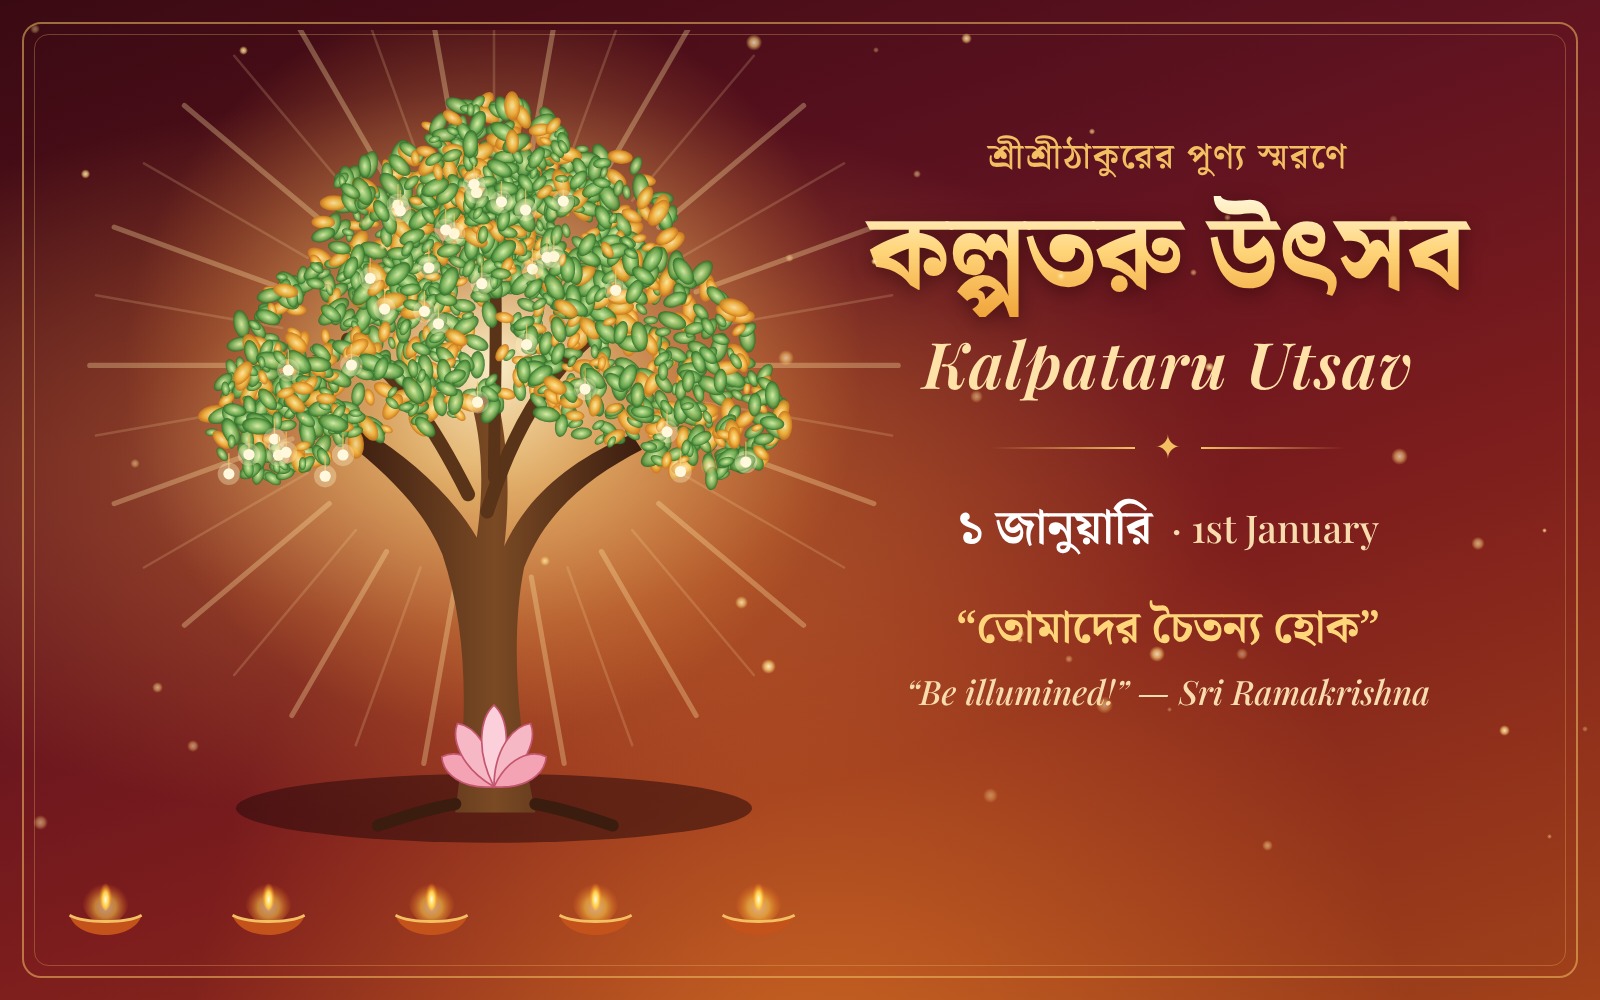 শ্রীশ্রীঠাকুরের পুণ্য স্মরণে
কল্পতরু উৎসব
Kalpataru Utsav
১ জানুয়ারি · 1st January
“তোমাদের চৈতন্য হোক”
“Be illumined!” — Sri Ramakrishna